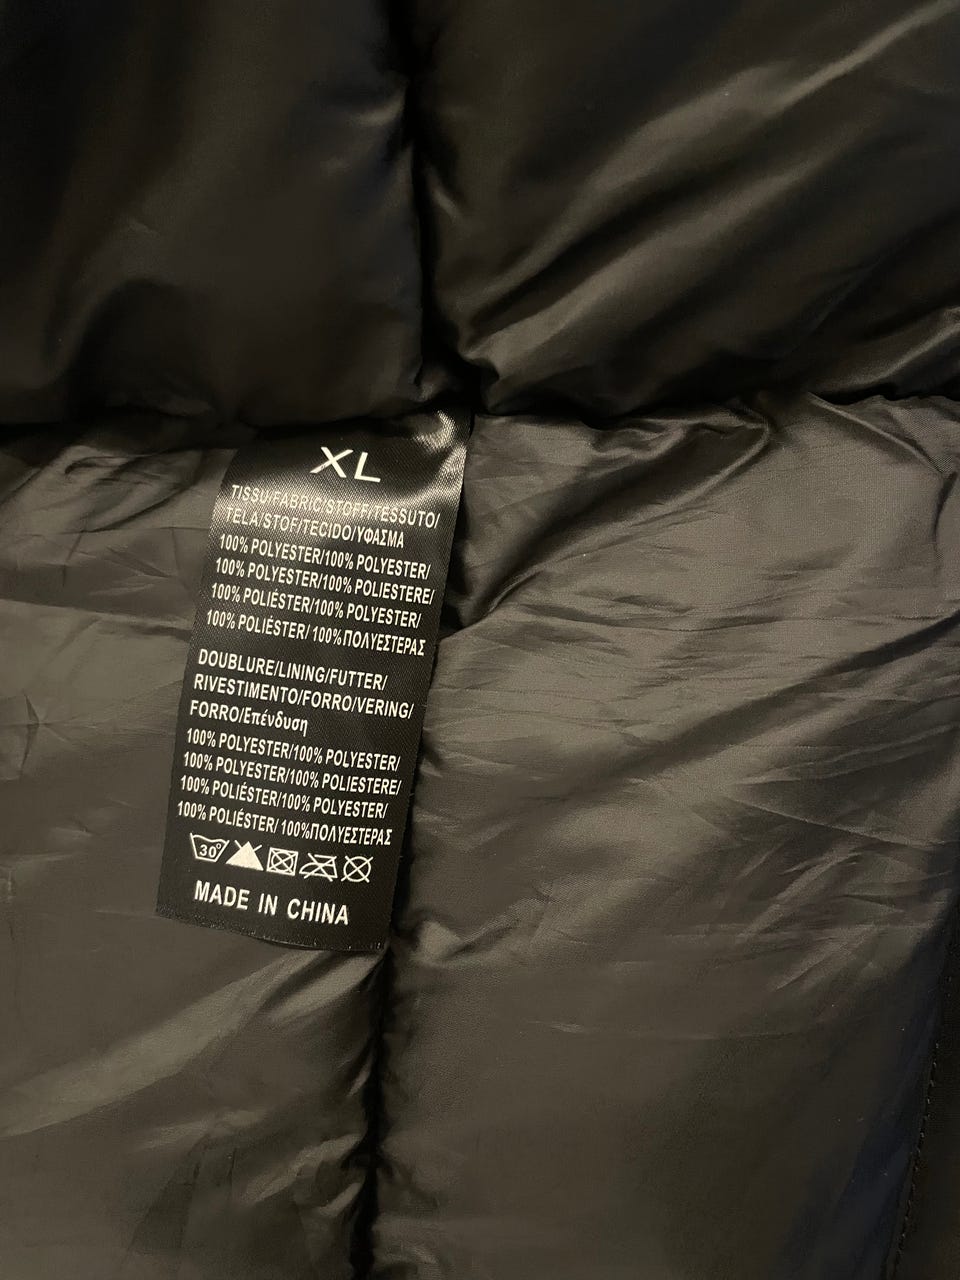 XL
TISSU/FABRIC/STOFF/TESSUTO/
TELA/STOF/TECIDO/ΥΦΑΣΜΑ
100% POLYESTER/100% POLYESTER/
100% POLYESTER/100% POLIESTERE/
100% POLIÉSTER/100% POLYESTER/
100% POLIÉSTER/ 100%ΠΟΛΥΕΣΤΕΡΑΣ
DOUBLURE/LINING/FUTTER/
RIVESTIMENTO/FORRO/VERING/
FORRO/Επένδυση
100% POLYESTER/100% POLYESTER/
100% POLYESTER/100% POLIESTERE/
100% POLIÉSTER/100% POLYESTER/
100% POLIÉSTER/ 100%ΠΟΛΥΕΣΤΕΡΑΣ
30°
MADE IN CHINA